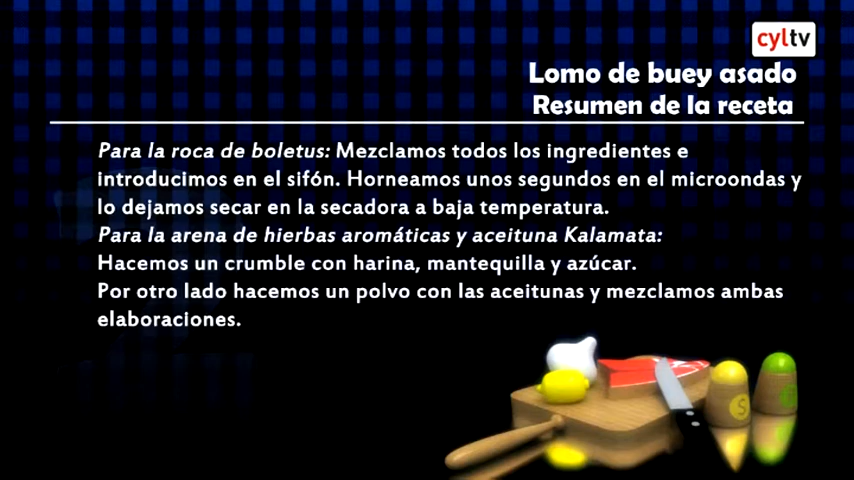 cyltv
Lomo de buey asado
Resumen de la receta
Para la roca de boletus: Mezclamos todos los ingredientes e
introducimos en el sifón. Horneamos unos segundos en el microondas y
lo dejamos secar en la secadora a baja temperatura.
Para la arena de hierbas aromáticas y aceituna Kalamata:
Hacemos un crumble con harina, mantequilla y azúcar.
Por otro lado hacemos un polvo con las aceitunas y mezclamos ambas
elaboraciones.